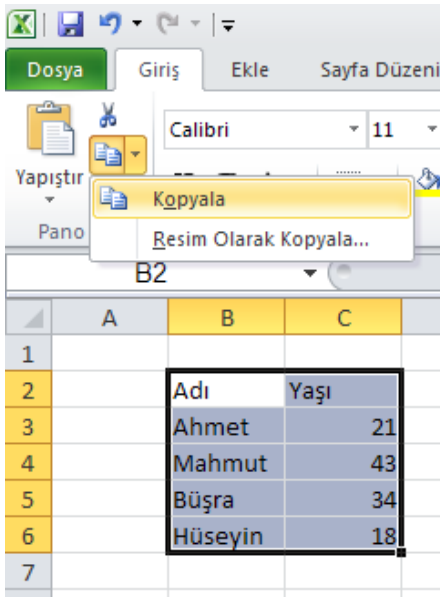 Dosya Giriş Ekle Sayfa Düzeni
Calibri 11
Yapıştır
Kopyala
Pano
Resim Olarak Kopyala...
B2
A B C
1
2 Adı Yaşı
3 Ahmet 21
4 Mahmut 43
5 Büşra 34
6 Hüseyin 18
7